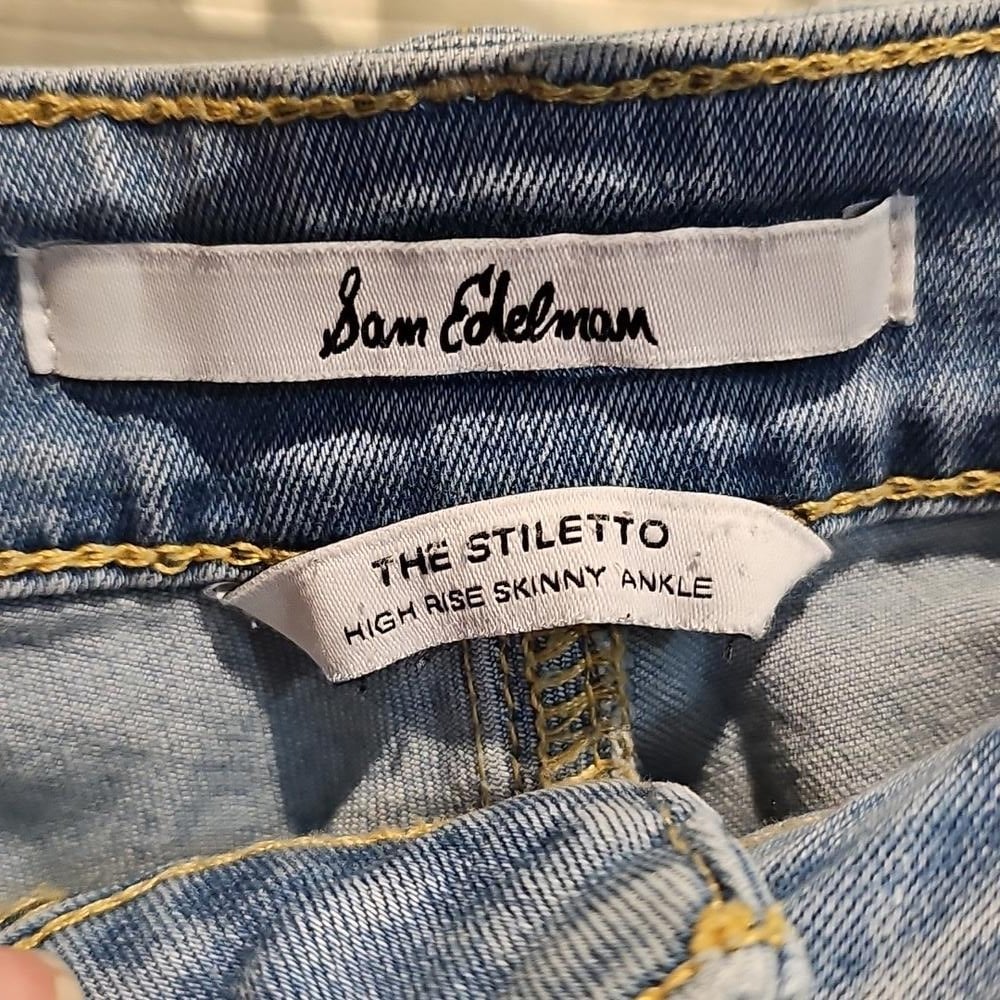 Sam Edelman
THE STILETTO
HIGH RISE SKINNY ANKLE